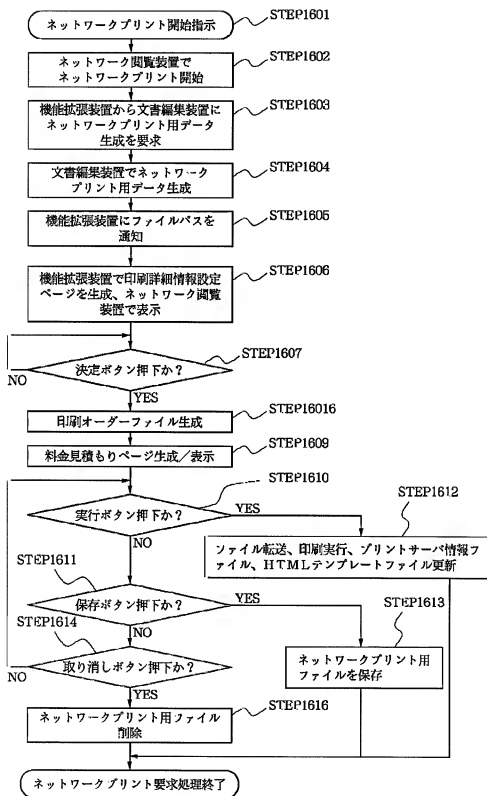 ネットワークプリント開始指示
STEP1601
ネットワーク閲覧装置で
ネットワークプリント開始
STEP1602
機能拡張装置から文書編集装置に
ネットワークプリント用データ
生成を要求
STEP1603
文書編集装置でネットワーク
プリント用データ生成
STEP1604
機能拡張装置にファイルパスを
通知
STEP1605
機能拡張装置で印刷詳細情報設定
ページを生成、ネットワーク閲覧
装置で表示
STEP1606
決定ボタン押下か?
STEP1607
NO
YES
印刷オーダーファイル生成
STEP16016
料金見積もりページ生成/表示
STEP1609
実行ボタン押下か?
STEP1610
YES
NO
STEP1612
ファイル転送、印刷実行、プリントサーバ情報
ファイル、HTMLテンプレートファイル更新
STEP1611
保存ボタン押下か?
YES
NO
STEP1613
ネットワークプリント用
ファイルを保存
STEP1614
取り消しボタン押下か?
NO
YES
ネットワークプリント用ファイル
削除
STEP1616
ネットワークプリント要求処理終了